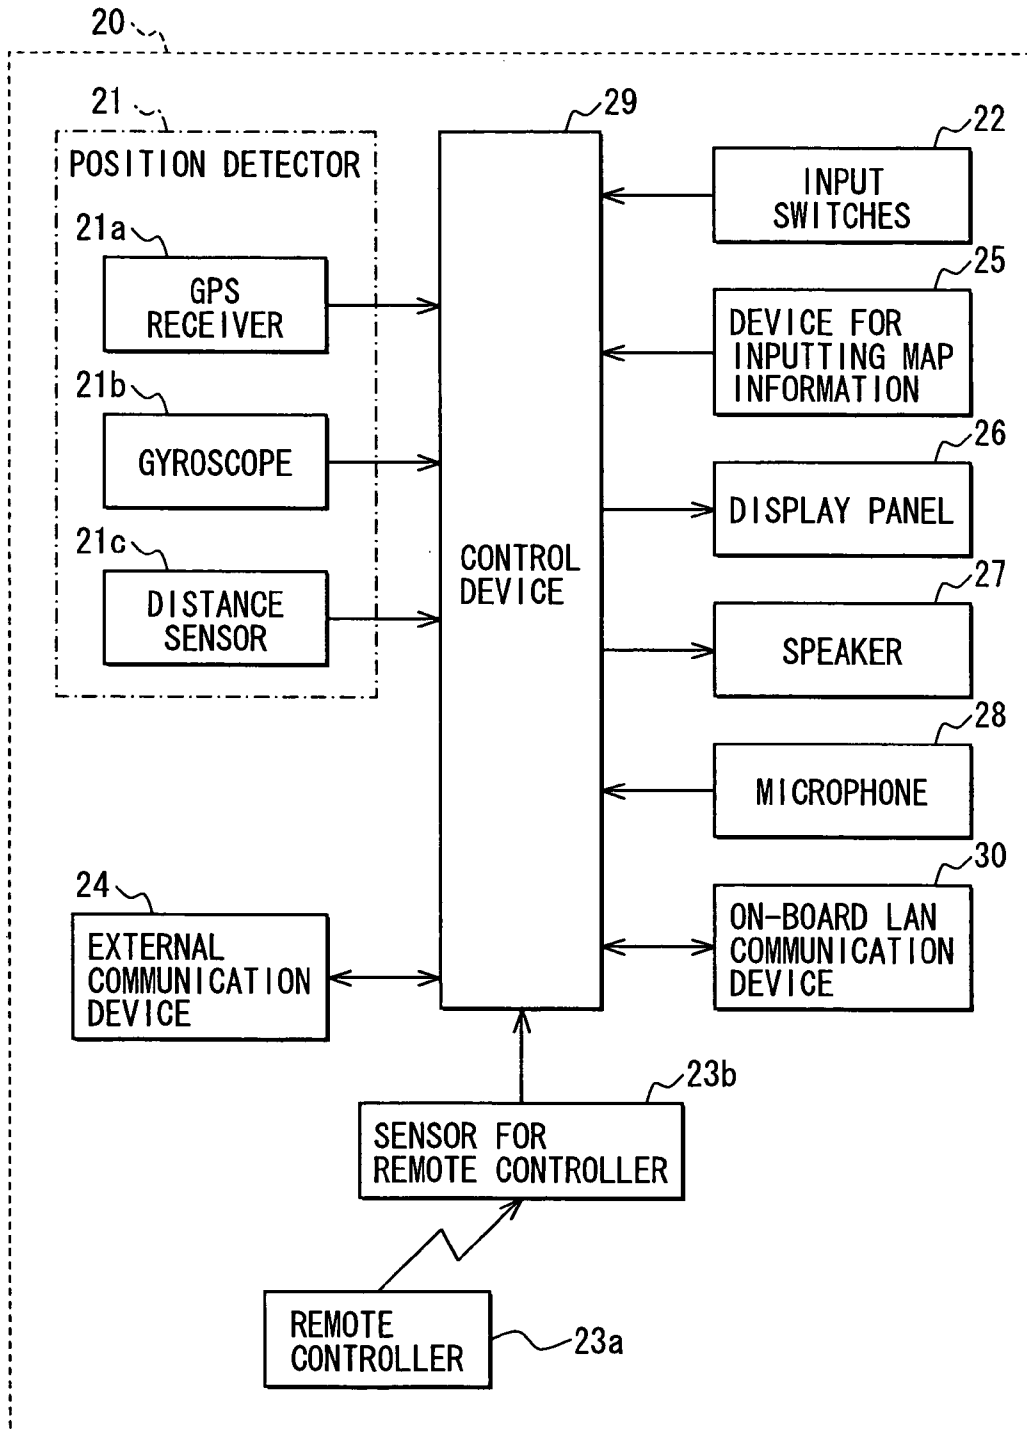 20
21
POSITION DETECTOR
21a
GPS
RECEIVER
21b
GYROSCOPE
21c
DISTANCE
SENSOR
29
CONTROL
DEVICE
22
INPUT
SWITCHES
25
DEVICE FOR
INPUTTING MAP
INFORMATION
26
DISPLAY PANEL
27
SPEAKER
28
MICROPHONE
24
EXTERNAL
COMMUNICATION
DEVICE
30
ON-BOARD LAN
COMMUNICATION
DEVICE
23b
SENSOR FOR
REMOTE CONTROLLER
REMOTE
CONTROLLER
23a